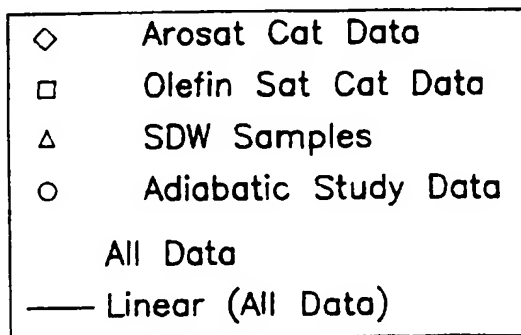 Arosat Cat Data
Olefin Sat Cat Data
SDW Samples
Adiabatic Study Data
All Data
Linear (All Data)